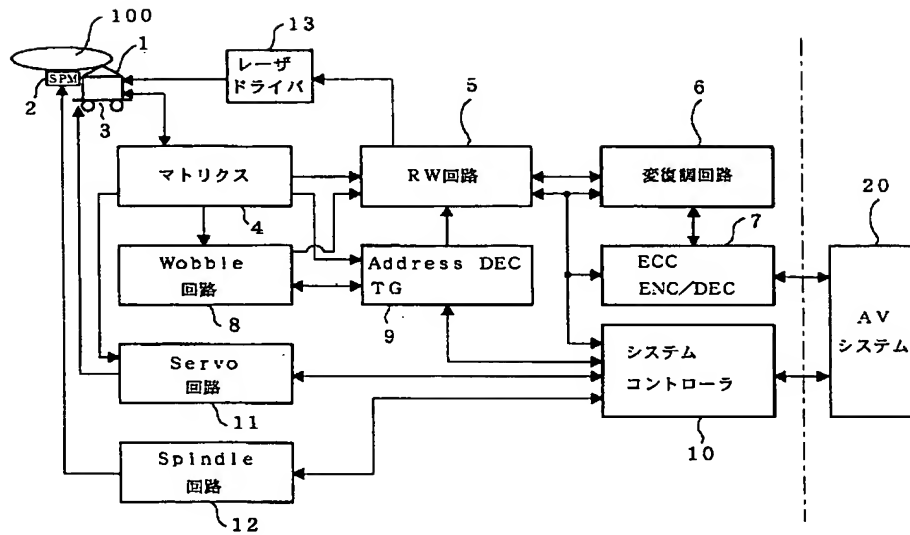 100
1
13
レーザ
ドライバ
SPM
2
3
5
6
マトリクス
RW回路
変復調回路
4
7
20
Wobble
回路
Address DEC
TG
ECC
ENC/DEC
8
9
AV
システム
システム
コントローラ
Servo
回路
11
10
Spindle
回路
12